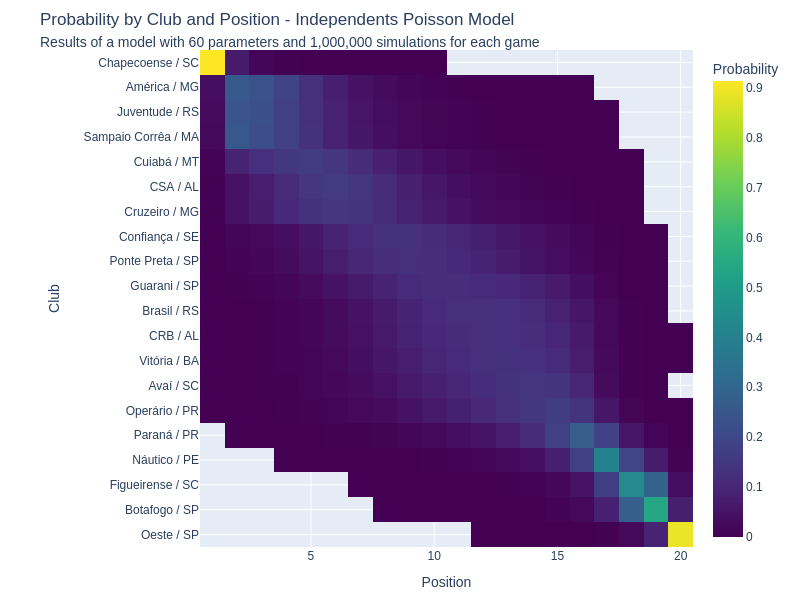 Probability by Club and Position - Independents Poisson Model
Results of a model with 60 parameters and 1,000,000 simulations for each game
Probability
Chapecoense / SC
América / MG
Juventude / RS
Sampaio Corrêa / MA
Cuiabá / MT
CSA / AL
Cruzeiro / MG
Confiança / SE
Ponte Preta / SP
Guarani / SP
Brasil / RS
CRB / AL
Vitória / BA
Avaí / SC
Operário / PR
Paraná / PR
Náutico / PE
Figueirense / SC
Botafogo / SP
Oeste / SP
Club
5
10
15
20
Position
0.9
0.8
0.7
0.6
0.5
0.4
0.3
0.2
0.1
0